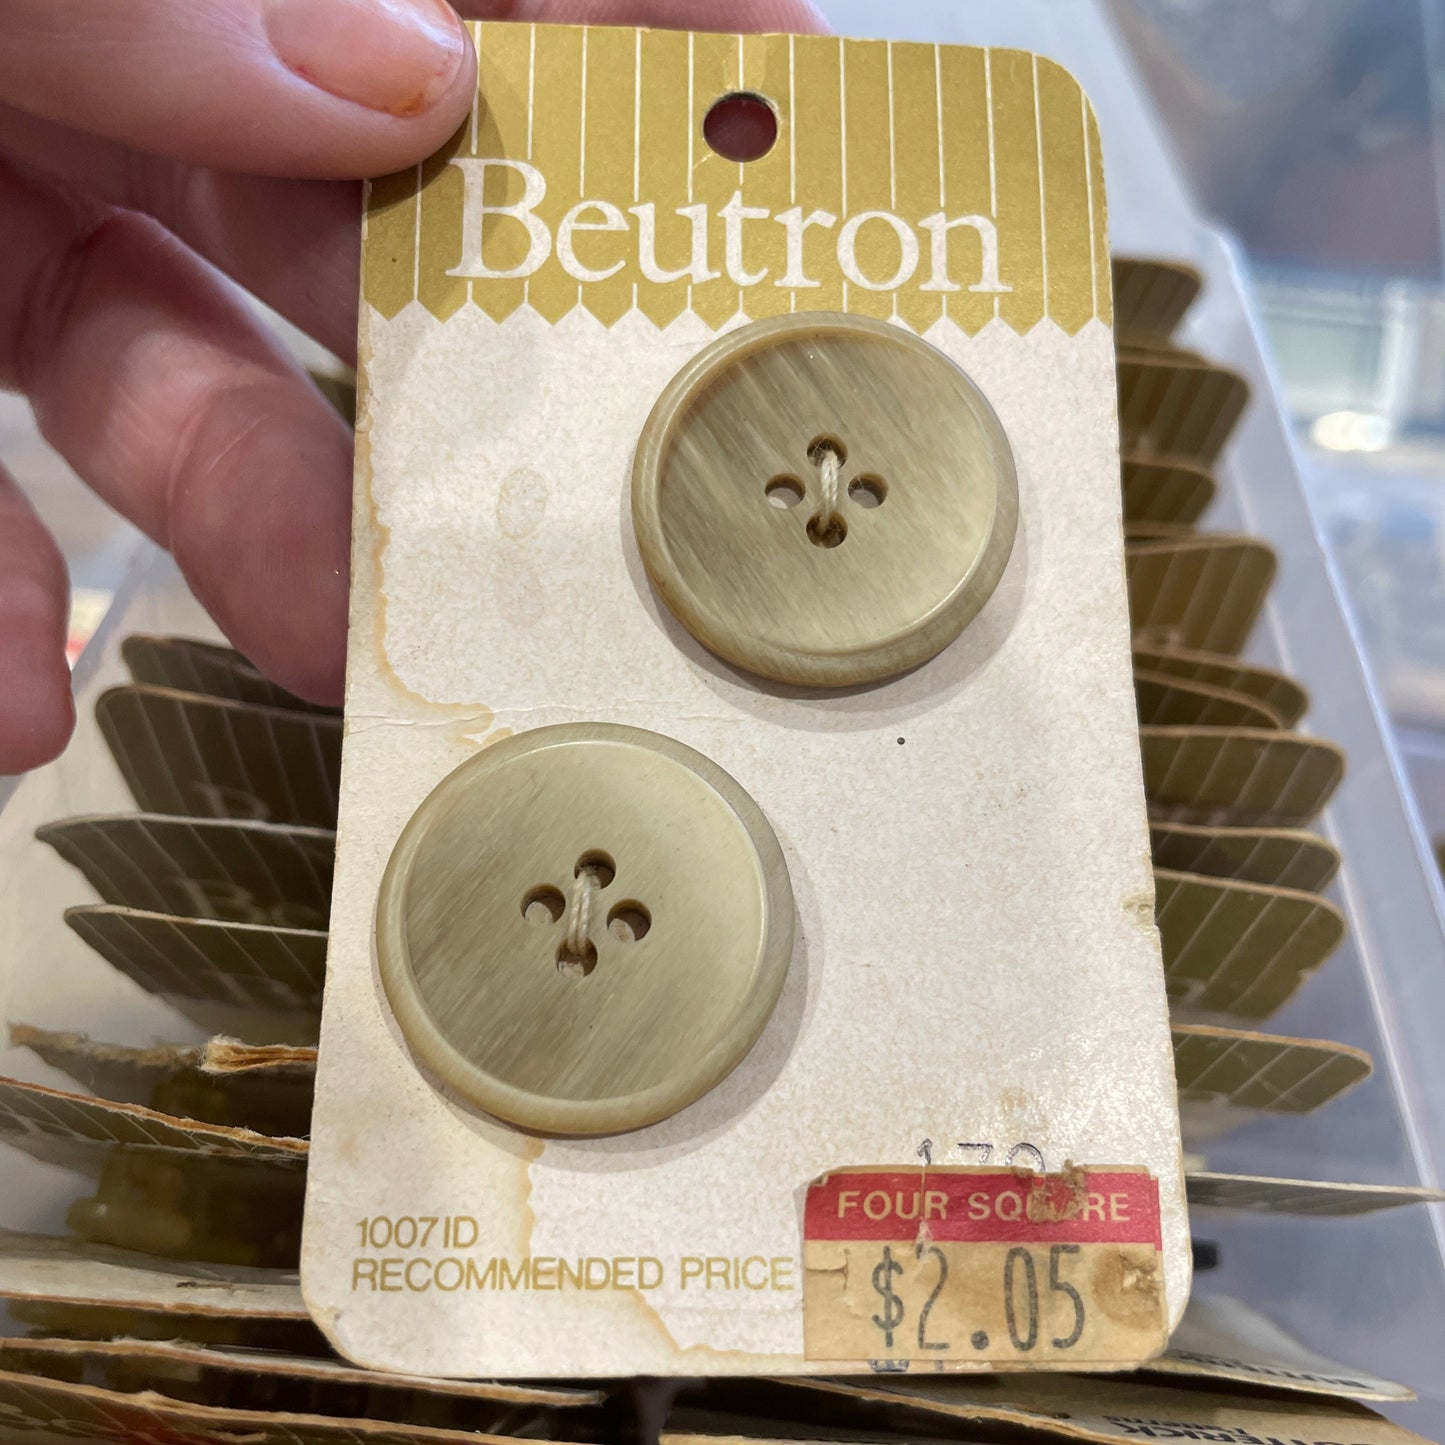 Beutron
1007ID
RECOMMENDED PRICE
FOUR SQUARE
$2.05